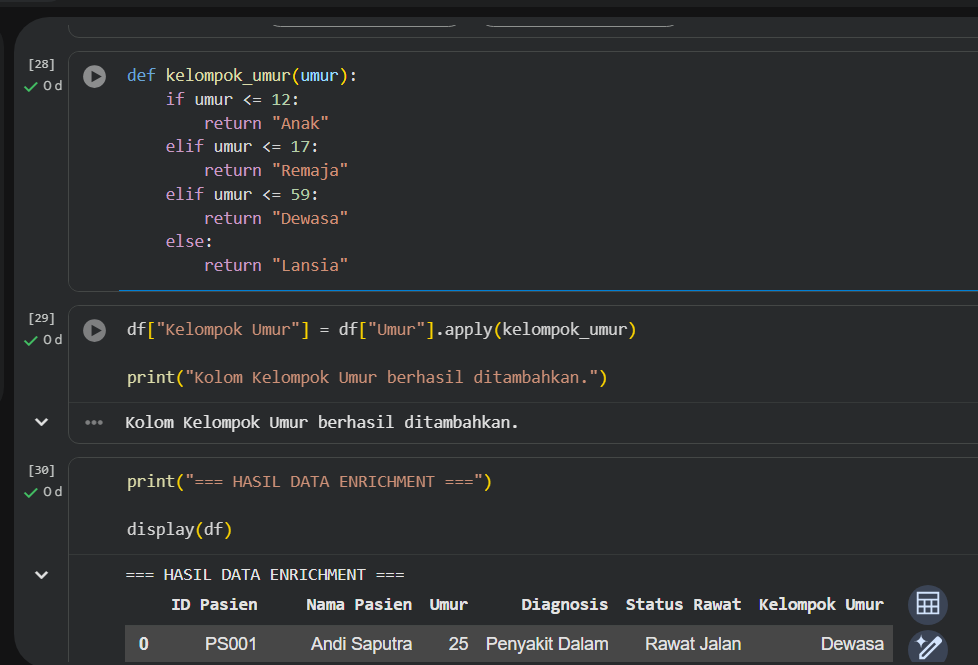 [28]
0 d
def kelompok_umur(umur):
    if umur <= 12:
        return "Anak"
    elif umur <= 17:
        return "Remaja"
    elif umur <= 59:
        return "Dewasa"
    else:
        return "Lansia"
[29]
0 d
df["Kelompok Umur"] = df["Umur"].apply(kelompok_umur)
print("Kolom Kelompok Umur berhasil ditambahkan.")
Kolom Kelompok Umur berhasil ditambahkan.
[30]
0 d
print("=== HASIL DATA ENRICHMENT ===")
display(df)
=== HASIL DATA ENRICHMENT ===
ID Pasien Nama Pasien Umur Diagnosis Status Rawat Kelompok Umur
0 PS001 Andi Saputra 25 Penyakit Dalam Rawat Jalan Dewasa